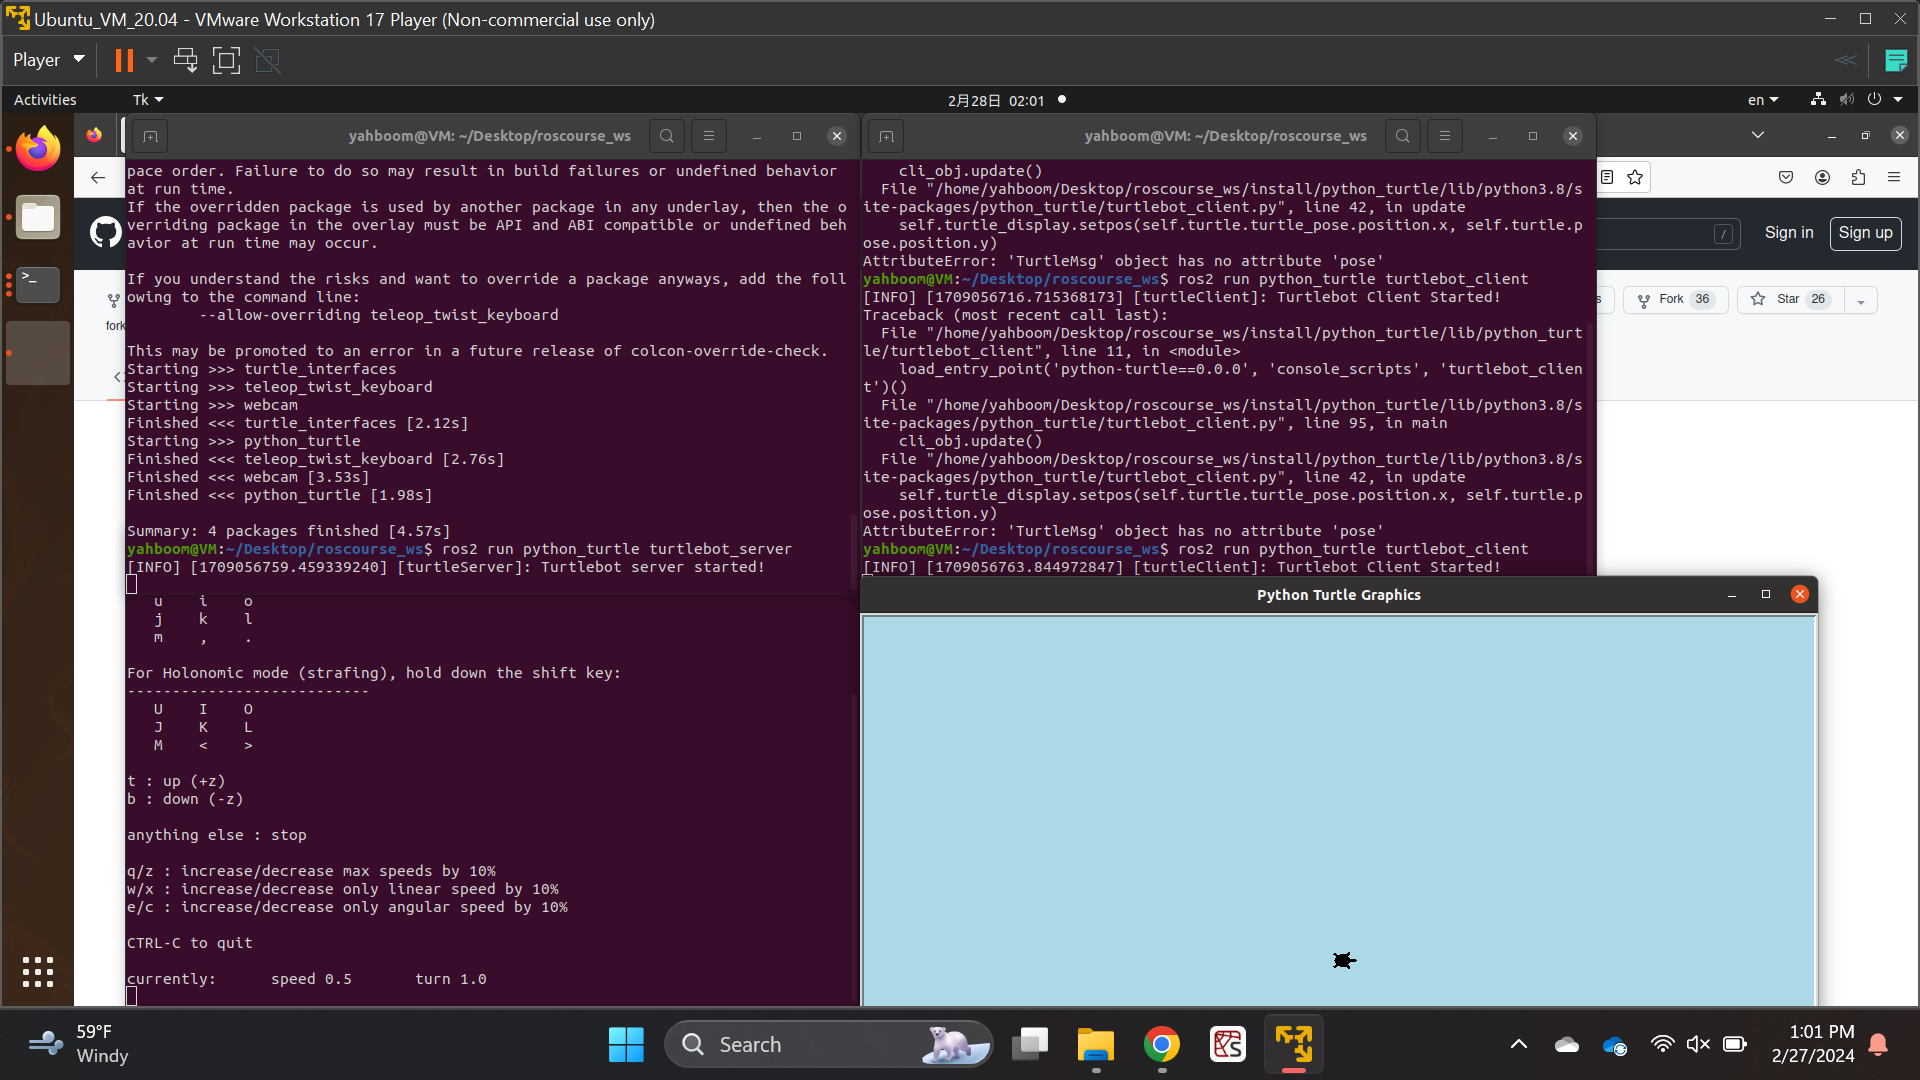 Ubuntu_VM_20.04 - VMware Workstation 17 Player (Non-commercial use only)
Player
Activities
Tk
2月28日 02:01
en
yahboom@VM: ~/Desktop/roscourse_ws
pace order. Failure to do so may result in build failures or undefined behavior
at run time.
If the overridden package is used by another package in any underlay, then the o
verriding package in the overlay must be API and ABI compatible or undefined beh
avior at run time may occur.
If you understand the risks and want to override a package anyways, add the foll
owing to the command line:
--allow-overriding teleop_twist_keyboard
This may be promoted to an error in a future release of colcon-override-check.
Starting >>> turtle_interfaces
Starting >>> teleop_twist_keyboard
Starting >>> webcam
Finished <<< turtle_interfaces [2.12s]
Starting >>> python_turtle
Finished <<< teleop_twist_keyboard [2.76s]
Finished <<< webcam [3.53s]
Finished <<< python_turtle [1.98s]
Summary: 4 packages finished [4.57s]
yahboom@VM:~/Desktop/roscourse_ws$ ros2 run python_turtle turtlebot_server
[INFO] [1709056759.459339240] [turtleServer]: Turtlebot server started!
yahboom@VM: ~/Desktop/roscourse_ws
cli_obj.update()
File "/home/yahboom/Desktop/roscourse_ws/install/python_turtle/lib/python3.8/s
ite-packages/python_turtle/turtlebot_client.py", line 42, in update
self.turtle_display.setpos(self.turtle.turtle_pose.position.x, self.turtle.p
ose.position.y)
AttributeError: 'TurtleMsg' object has no attribute 'pose'
yahboom@VM:~/Desktop/roscourse_ws$ ros2 run python_turtle turtlebot_client
[INFO] [1709056716.715368173] [turtleClient]: Turtlebot Client Started!
Traceback (most recent call last):
File "/home/yahboom/Desktop/roscourse_ws/install/python_turtle/lib/python_turt
le/turtlebot_client", line 11, in <module>
load_entry_point('python-turtle==0.0.0', 'console_scripts', 'turtlebot_clien
t')()
File "/home/yahboom/Desktop/roscourse_ws/install/python_turtle/lib/python3.8/s
ite-packages/python_turtle/turtlebot_client.py", line 95, in main
cli_obj.update()
File "/home/yahboom/Desktop/roscourse_ws/install/python_turtle/lib/python3.8/s
ite-packages/python_turtle/turtlebot_client.py", line 42, in update
self.turtle_display.setpos(self.turtle.turtle_pose.position.x, self.turtle.p
ose.position.y)
AttributeError: 'TurtleMsg' object has no attribute 'pose'
yahboom@VM:~/Desktop/roscourse_ws$ ros2 run python_turtle turtlebot_client
[INFO] [1709056763.844972847] [turtleClient]: Turtlebot Client Started!
/
Sign in
Sign up
fork
s
Fork 36
Star 26
u i o
j k l
m , .
For Holonomic mode (strafing), hold down the shift key:
---------------------------
U I O
J K L
M < >
t : up (+z)
b : down (-z)
anything else : stop
q/z : increase/decrease max speeds by 10%
w/x : increase/decrease only linear speed by 10%
e/c : increase/decrease only angular speed by 10%
CTRL-C to quit
currently: speed 0.5 turn 1.0
Python Turtle Graphics
59°F
Windy
Search
1:01 PM
2/27/2024